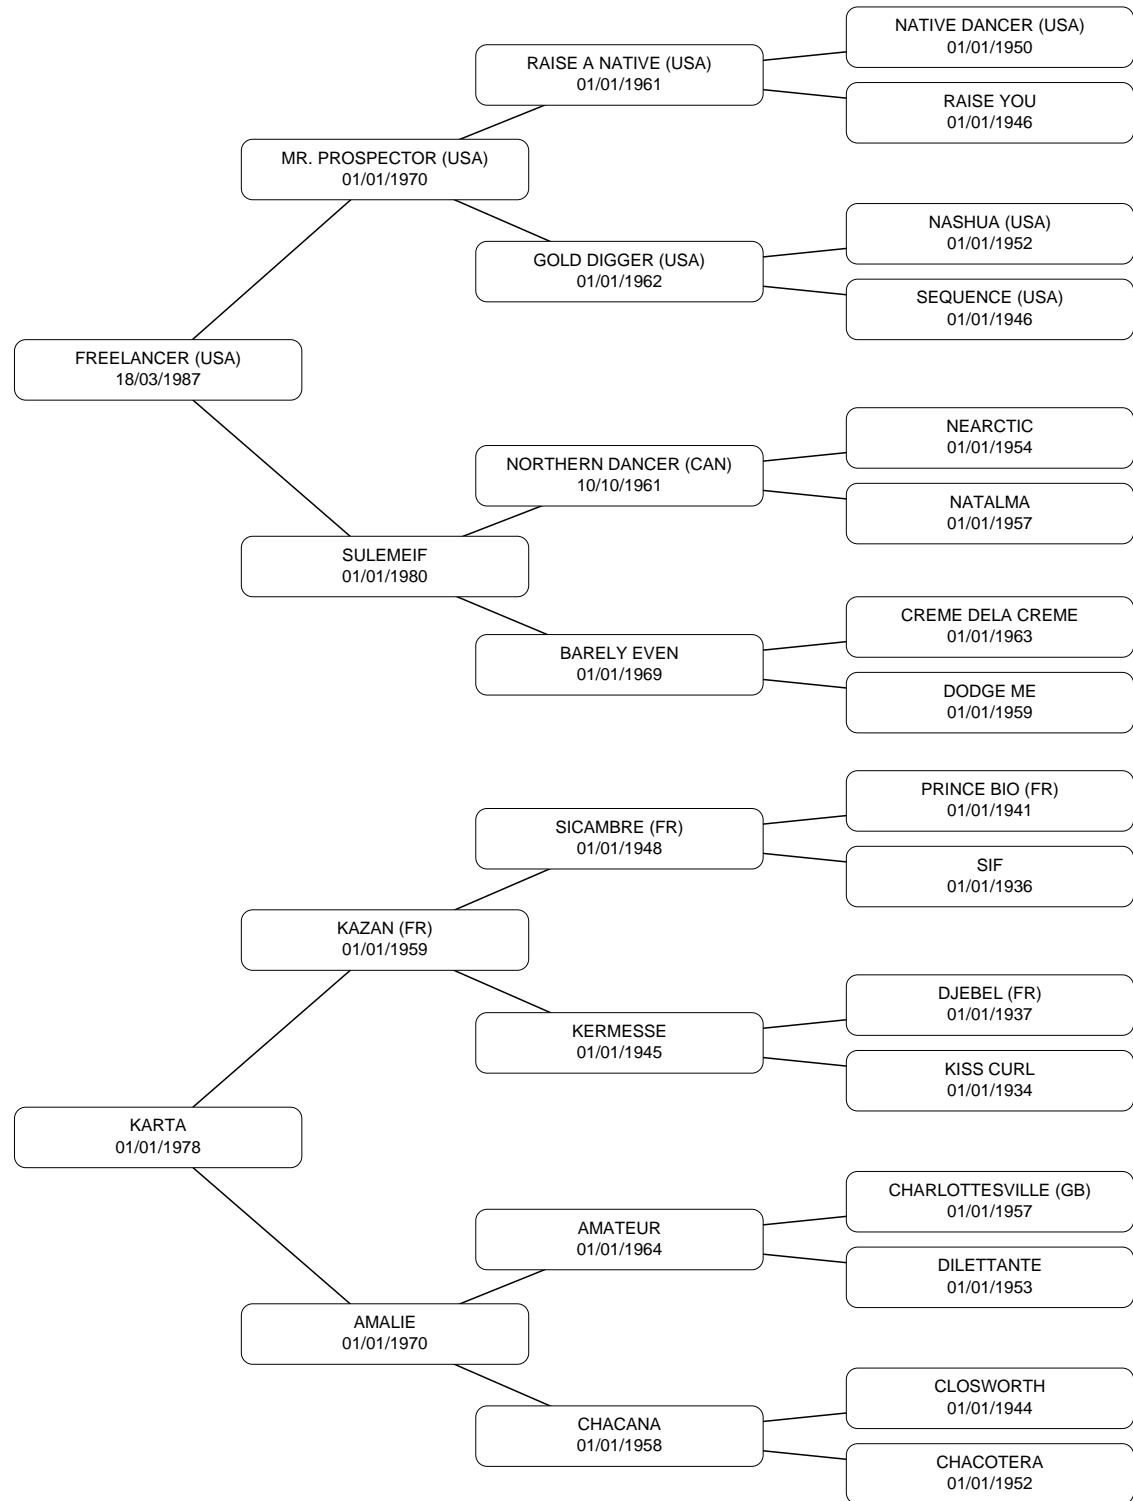 NATIVE DANCER (USA)
01/01/1950
RAISE A NATIVE (USA)
01/01/1961
RAISE YOU
01/01/1946
MR. PROSPECTOR (USA)
01/01/1970
NASHUA (USA)
01/01/1952
GOLD DIGGER (USA)
01/01/1962
SEQUENCE (USA)
01/01/1946
FREELANCER (USA)
18/03/1987
NEARCTIC
01/01/1954
NORTHERN DANCER (CAN)
10/10/1961
NATALMA
01/01/1957
SULEMEIF
01/01/1980
CREME DELA CREME
01/01/1963
BARELY EVEN
01/01/1969
DODGE ME
01/01/1959
PRINCE BIO (FR)
01/01/1941
SICAMBRE (FR)
01/01/1948
SIF
01/01/1936
KAZAN (FR)
01/01/1959
DJEBEL (FR)
01/01/1937
KERMESSE
01/01/1945
KISS CURL
01/01/1934
KARTA
01/01/1978
CHARLOTTESVILLE (GB)
01/01/1957
AMATEUR
01/01/1964
DILETTANTE
01/01/1953
AMALIE
01/01/1970
CLOSWORTH
01/01/1944
CHACANA
01/01/1958
CHACOTERA
01/01/1952